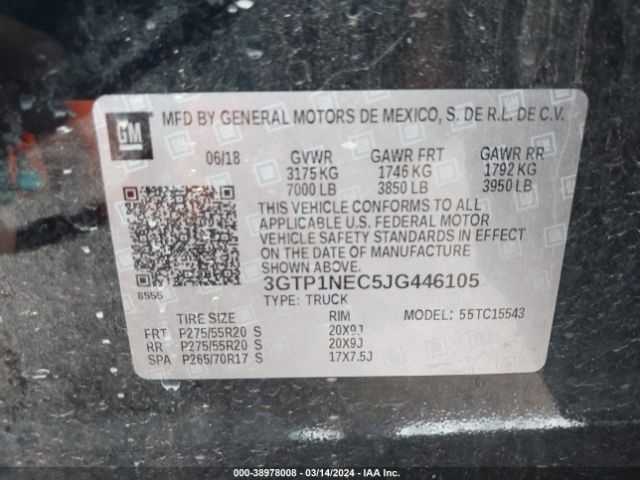 GM
MFD BY GENERAL MOTORS DE MEXICO, S. DE R.L. DE C.V.
06/18 GVWR GAWR FRT GAWR RR
3175 KG 1746 KG 1792 KG
7000 LB 3850 LB 3950 LB
THIS VEHICLE CONFORMS TO ALL
APPLICABLE U.S. FEDERAL MOTOR
VEHICLE SAFETY STANDARDS IN EFFECT
ON THE DATE OF MANUFACTURE
SHOWN ABOVE.
8555
3GTP1NEC5JG446105
TYPE: TRUCK
TIRE SIZE RIM MODEL: 55TC15543
FRT P275/55R20 S 20X9J
RR P275/55R20 S 20X9J
SPA P265/70R17 S 17X7.5J
000-38978008 - 03/14/2024 - IAA Inc.